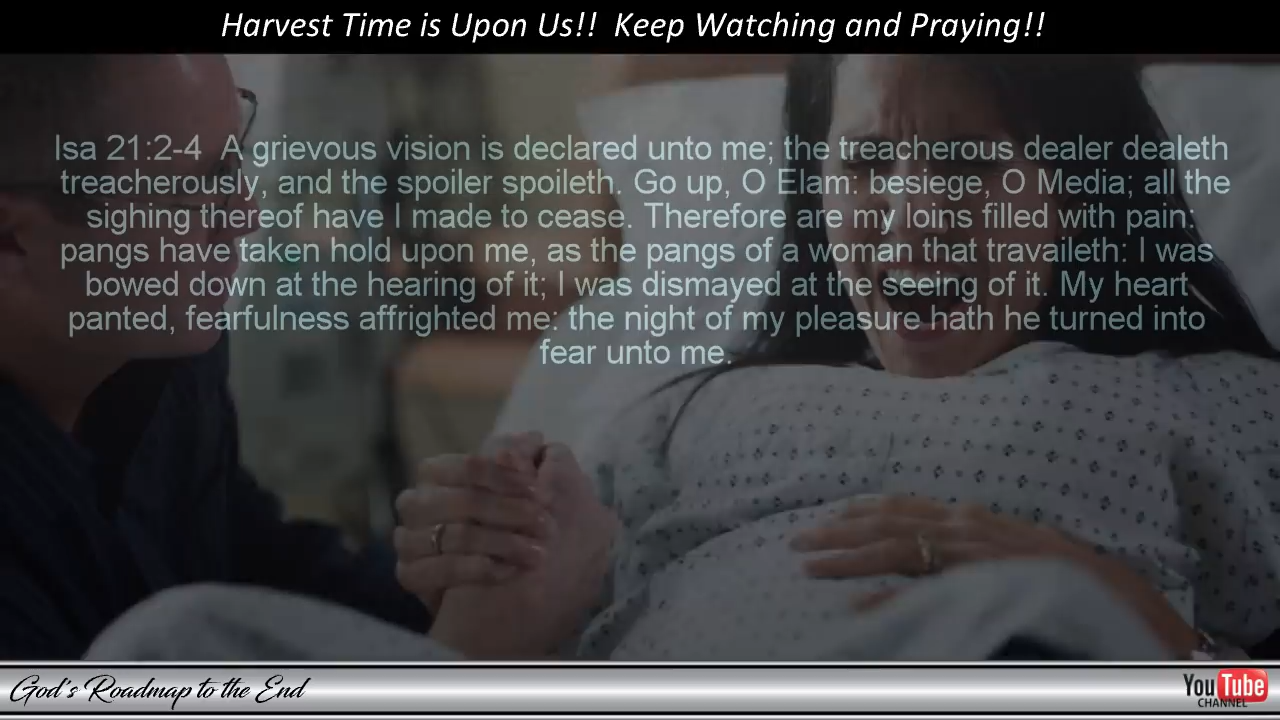 Harvest Time is Upon Us!!  Keep Watching and Praying!!
Isa 21:2-4  A grievous vision is declared unto me; the treacherous dealer dealeth
treacherously, and the spoiler spoileth. Go up, O Elam: besiege, O Media; all the
sighing thereof have I made to cease. Therefore are my loins filled with pain:
pangs have taken hold upon me, as the pangs of a woman that travaileth: I was
bowed down at the hearing of it; I was dismayed at the seeing of it. My heart
panted, fearfulness affrighted me: the night of my pleasure hath he turned into
fear unto me.
God's Roadmap to the End
YouTube
CHANNEL